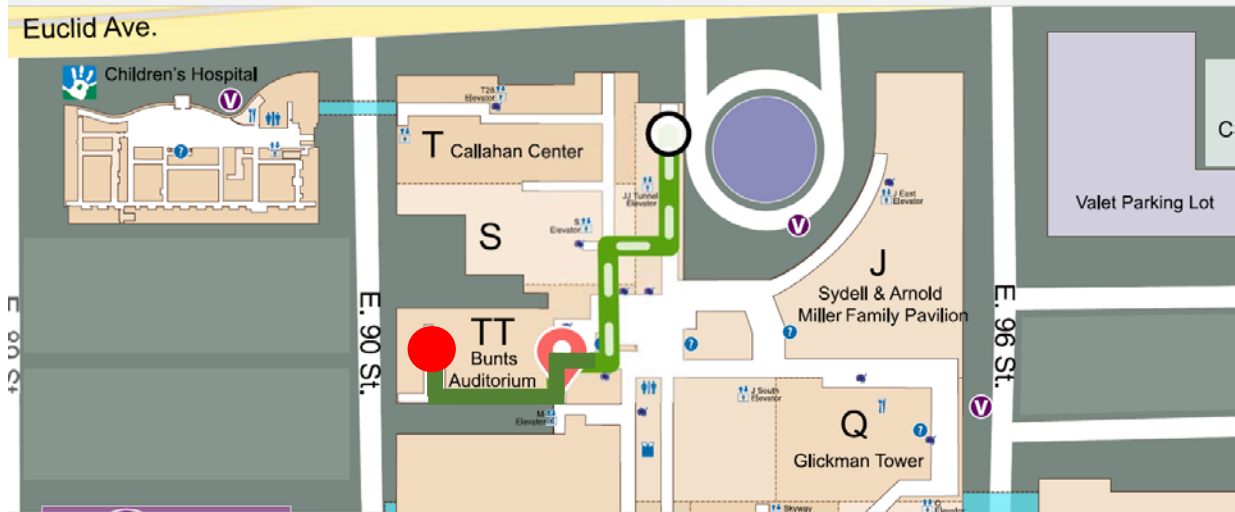 Euclid Ave.
Children's Hospital
V
T28
Elevator
T Callahan Center
JJ Tunnel
Elevator
S
Elevator
S
J East
Elevator
V
Valet Parking Lot
J
Sydell & Arnold
Miller Family Pavilion
E. 90 St.
E. 96 St.
TT
Bunts
Auditorium
?
?
?
?
M
Elevator
J South
Elevator
V
Q
Glickman Tower
Skyway
Q
Elevator